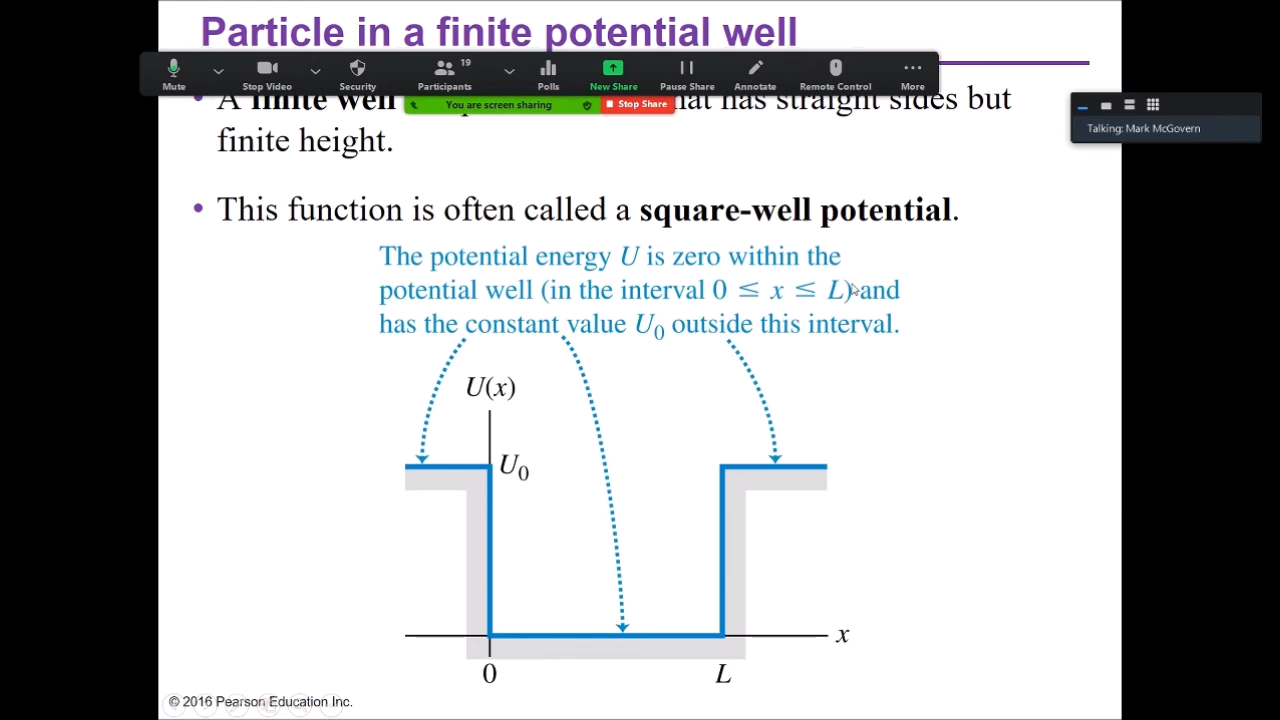 Particle in a finite potential well
19
Mute
Stop Video
Security
Participants
Polls
New Share
Pause Share
Annotate
Remote Control
More
You are screen sharing
Stop Share
Talking: Mark McGovern
• A finite well hat has straight sides but
finite height.
• This function is often called a square-well potential.
The potential energy U is zero within the
potential well (in the interval 0 ≤ x ≤ L) and
has the constant value U₀ outside this interval.
U(x)
U₀
x
0
L
© 2016 Pearson Education Inc.